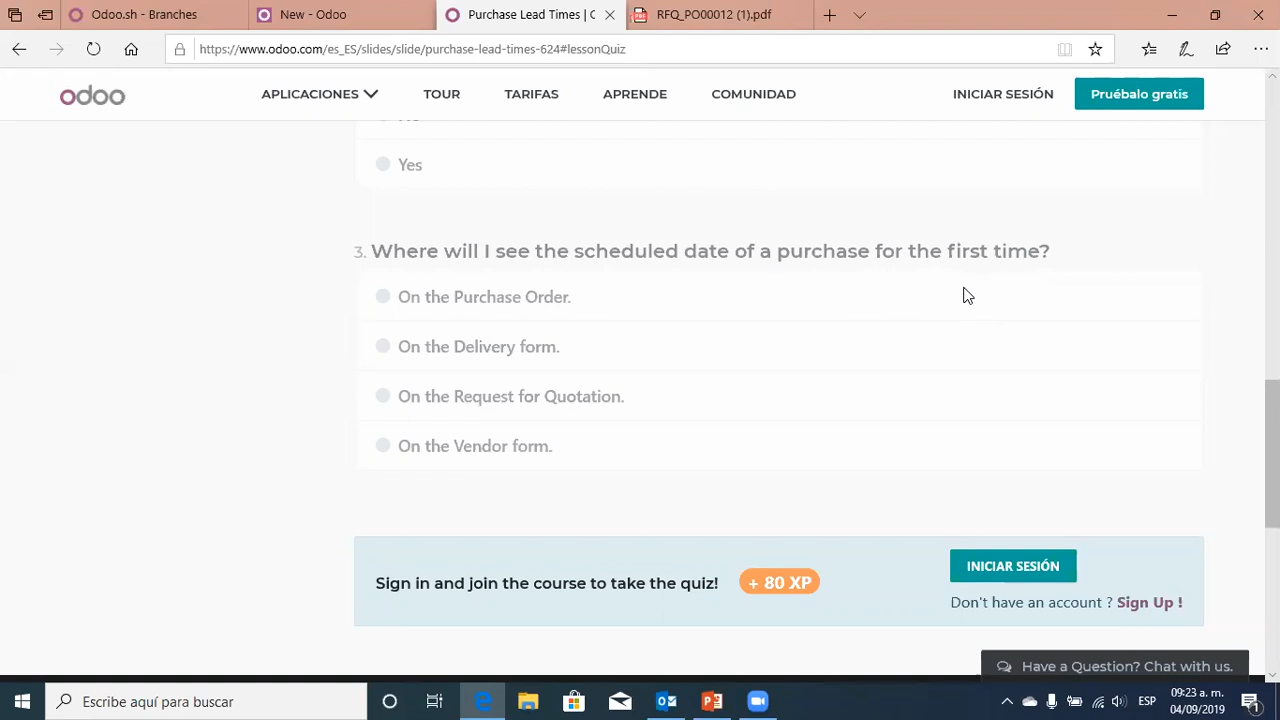 Odoo.sh - Branches
New - Odoo
Purchase Lead Times | O
RFQ_PO00012 (1).pdf
https://www.odoo.com/es_ES/slides/slide/purchase-lead-times-624#lessonQuiz
odoo
APLICACIONES
TOUR
TARIFAS
APRENDE
COMUNIDAD
INICIAR SESIÓN
Pruébalo gratis
Yes
3. Where will I see the scheduled date of a purchase for the first time?
On the Purchase Order.
On the Delivery form.
On the Request for Quotation.
On the Vendor form.
Sign in and join the course to take the quiz!
+ 80 XP
INICIAR SESIÓN
Don't have an account ? Sign Up !
Have a Question? Chat with us.
Escribe aquí para buscar
ESP
09:23 a. m.
04/09/2019
1